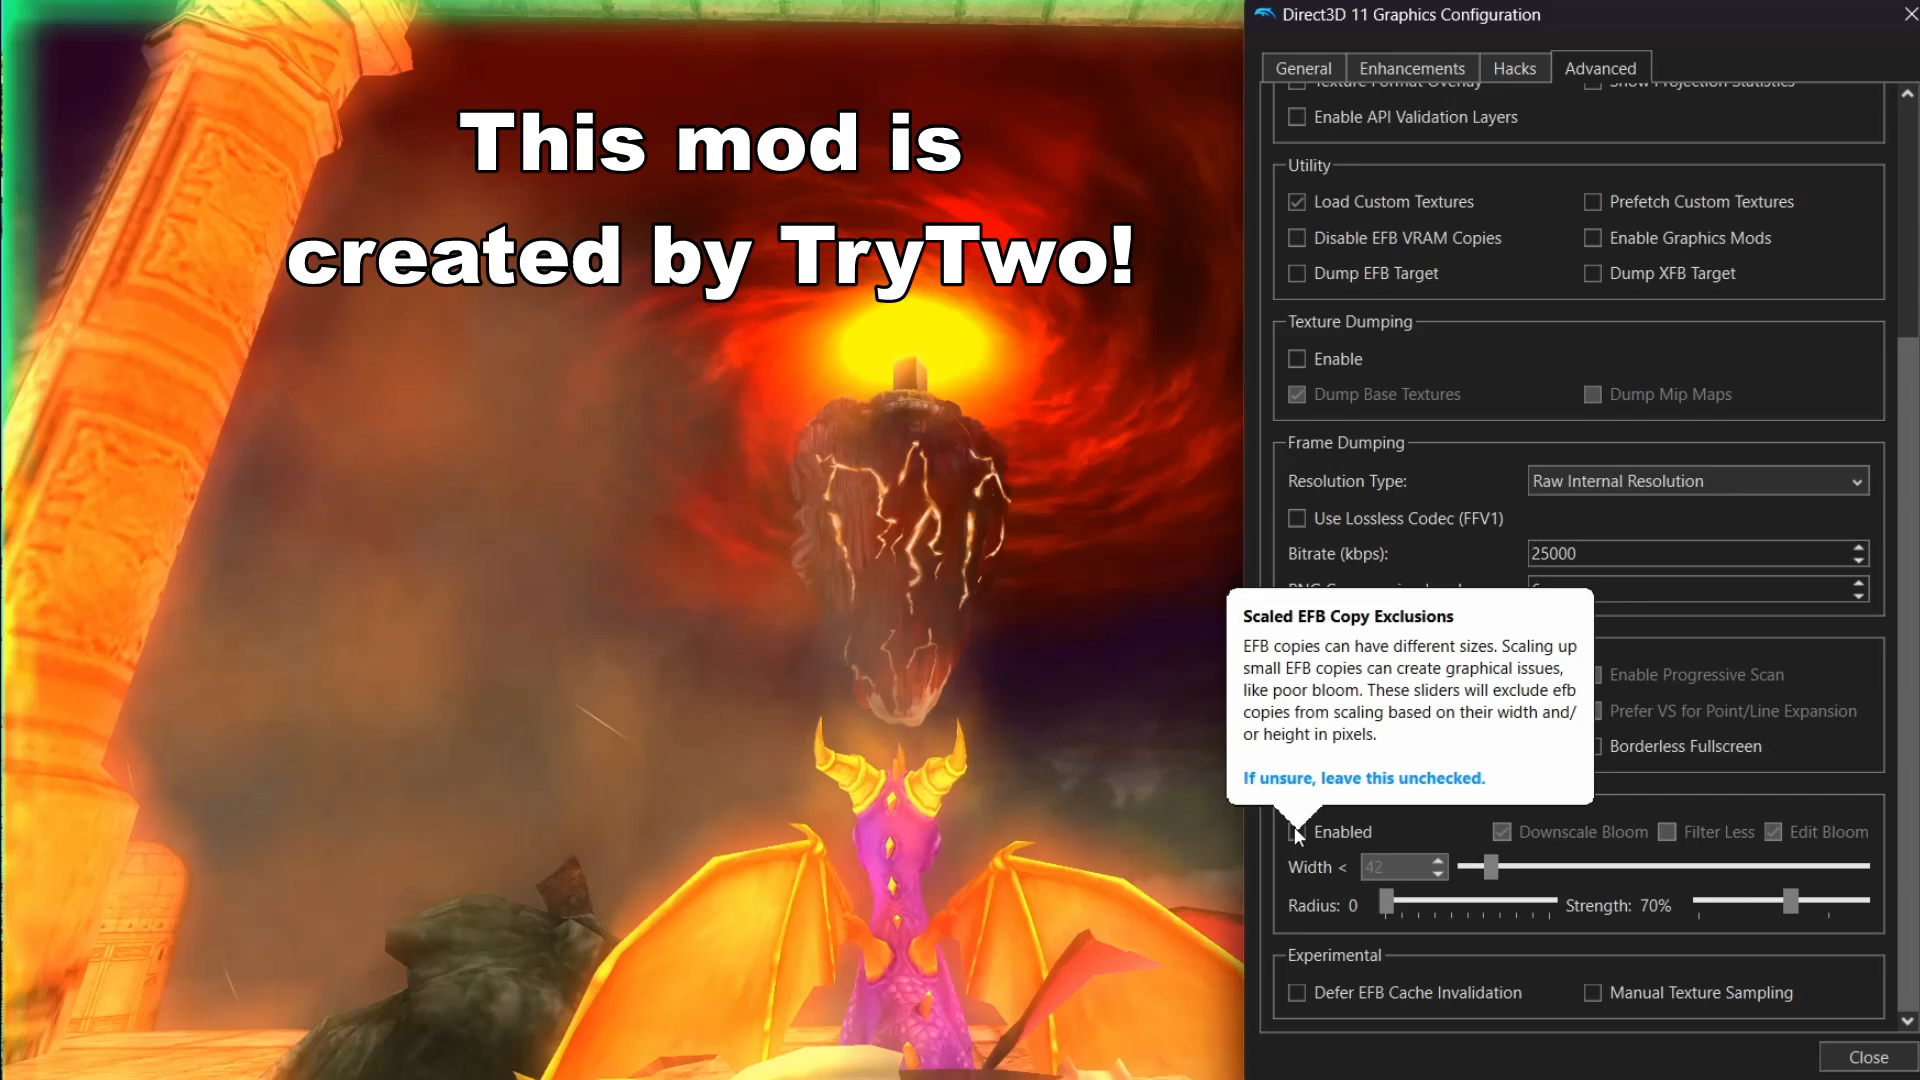 This mod is
created by TryTwo!
Direct3D 11 Graphics Configuration
General Enhancements Hacks Advanced
Texture Format Overlay Show Projection Statistics
Enable API Validation Layers
Utility
Load Custom Textures Prefetch Custom Textures
Disable EFB VRAM Copies Enable Graphics Mods
Dump EFB Target Dump XFB Target
Texture Dumping
Enable
Dump Base Textures Dump Mip Maps
Frame Dumping
Resolution Type: Raw Internal Resolution
Use Lossless Codec (FFV1)
Bitrate (kbps): 25000
Scaled EFB Copy Exclusions
EFB copies can have different sizes. Scaling up
small EFB copies can create graphical issues,
like poor bloom. These sliders will exclude efb
copies from scaling based on their width and/
or height in pixels.
If unsure, leave this unchecked.
Enable Progressive Scan
Prefer VS for Point/Line Expansion
Borderless Fullscreen
Enabled Downscale Bloom Filter Less Edit Bloom
Width < 42
Radius: 0 Strength: 70%
Experimental
Defer EFB Cache Invalidation Manual Texture Sampling
Close